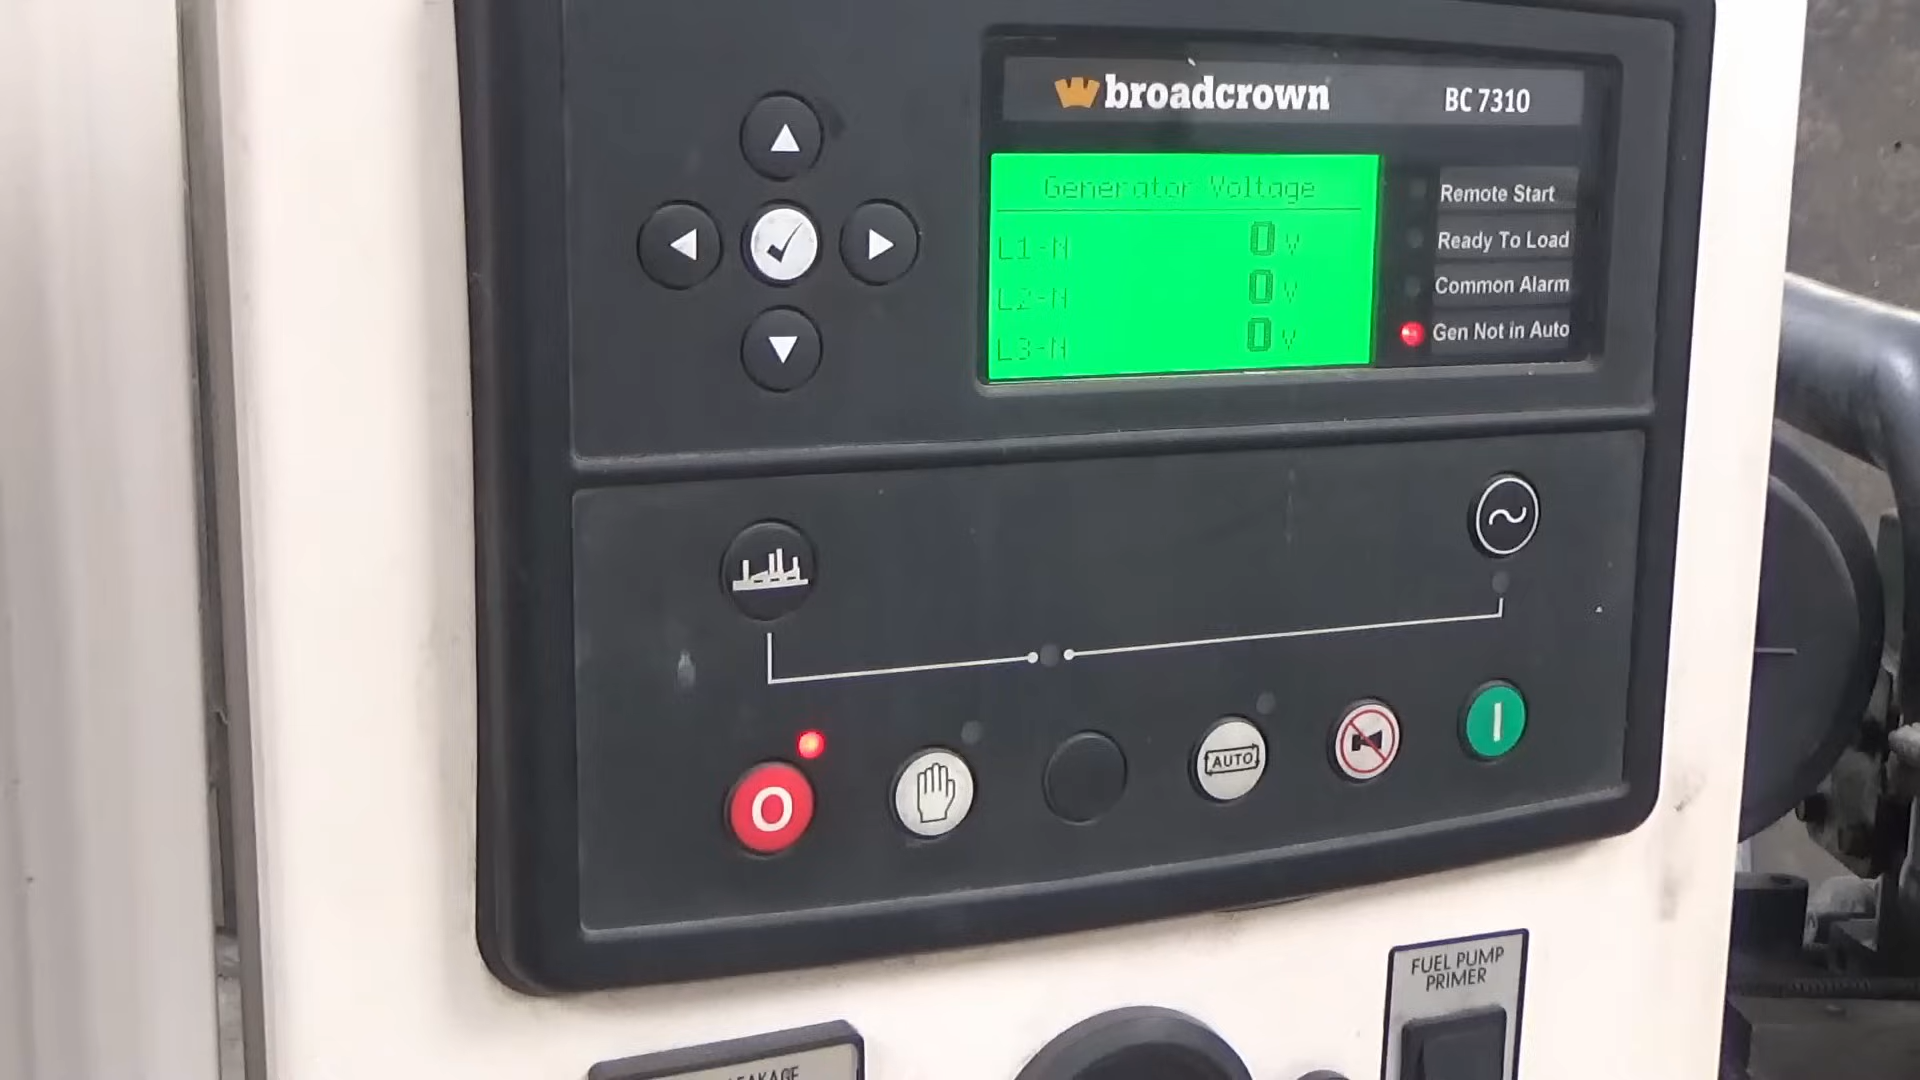 broadcrown
BC 7310
Generator Voltage
L1-N 0 V
L2-N 0 V
L3-N 0 V
Remote Start
Ready To Load
Common Alarm
Gen Not in Auto
O
AUTO
I
FUEL PUMP
PRIMER